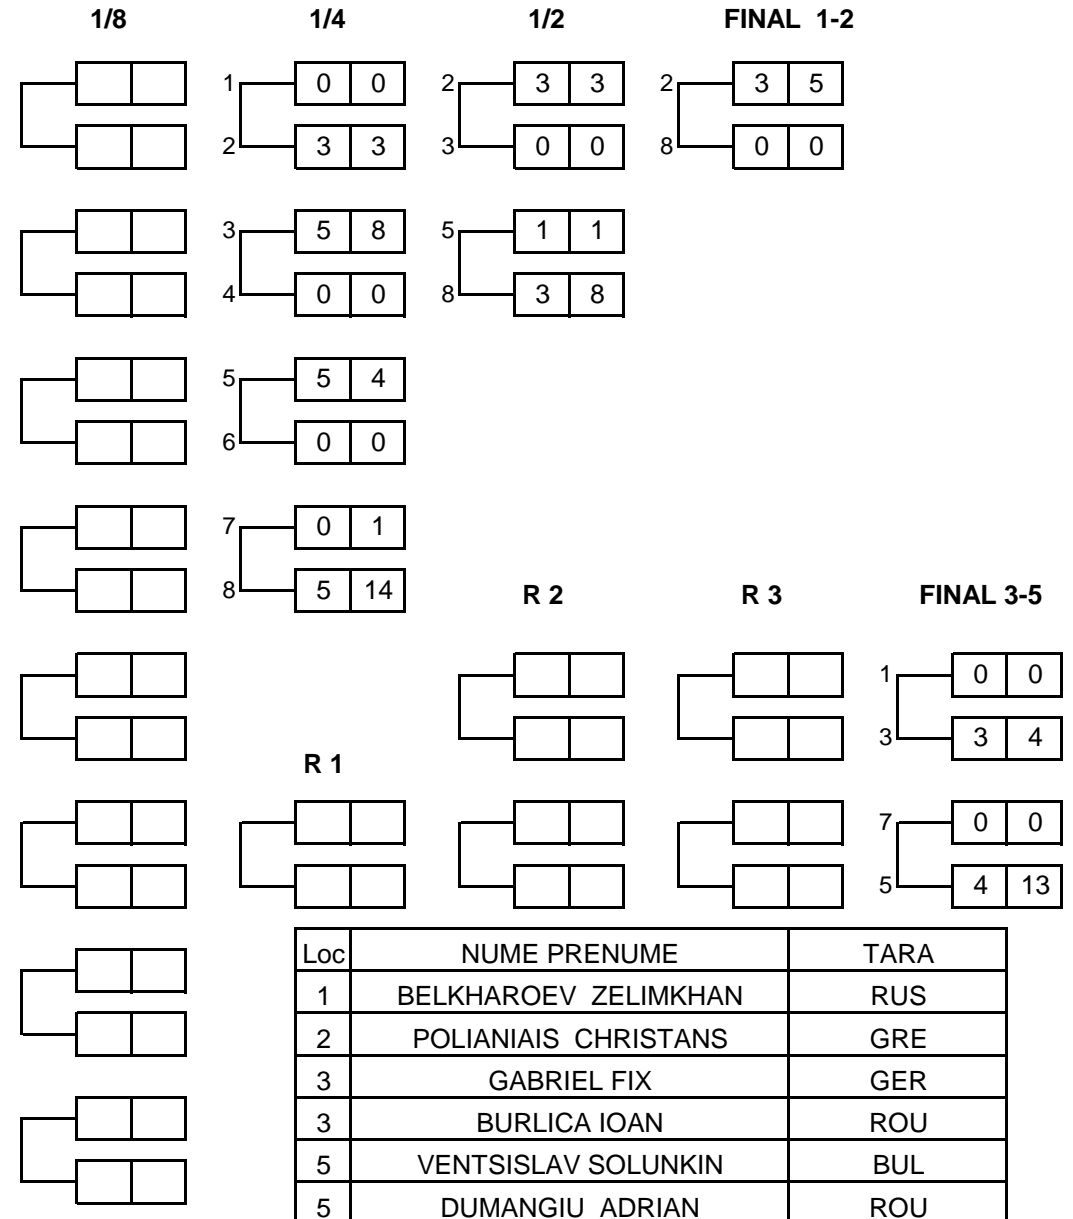 1/8 1/4 1/2 FINAL 1-2
1 0 0 2 3 3 2 3 5
2 3 3 3 0 0 8 0 0
3 5 8 5 1 1
4 0 0 8 3 8
5 5 4
6 0 0
7 0 1
8 5 14 R 2 R 3 FINAL 3-5
1 0 0
3 3 4
R 1
7 0 0
5 4 13
Loc NUME PRENUME TARA
1 BELKHAROEV ZELIMKHAN RUS
2 POLIANIAIS CHRISTANS GRE
3 GABRIEL FIX GER
3 BURLICA IOAN ROU
5 VENTSISLAV SOLUNKIN BUL
5 DUMANGIU ADRIAN ROU